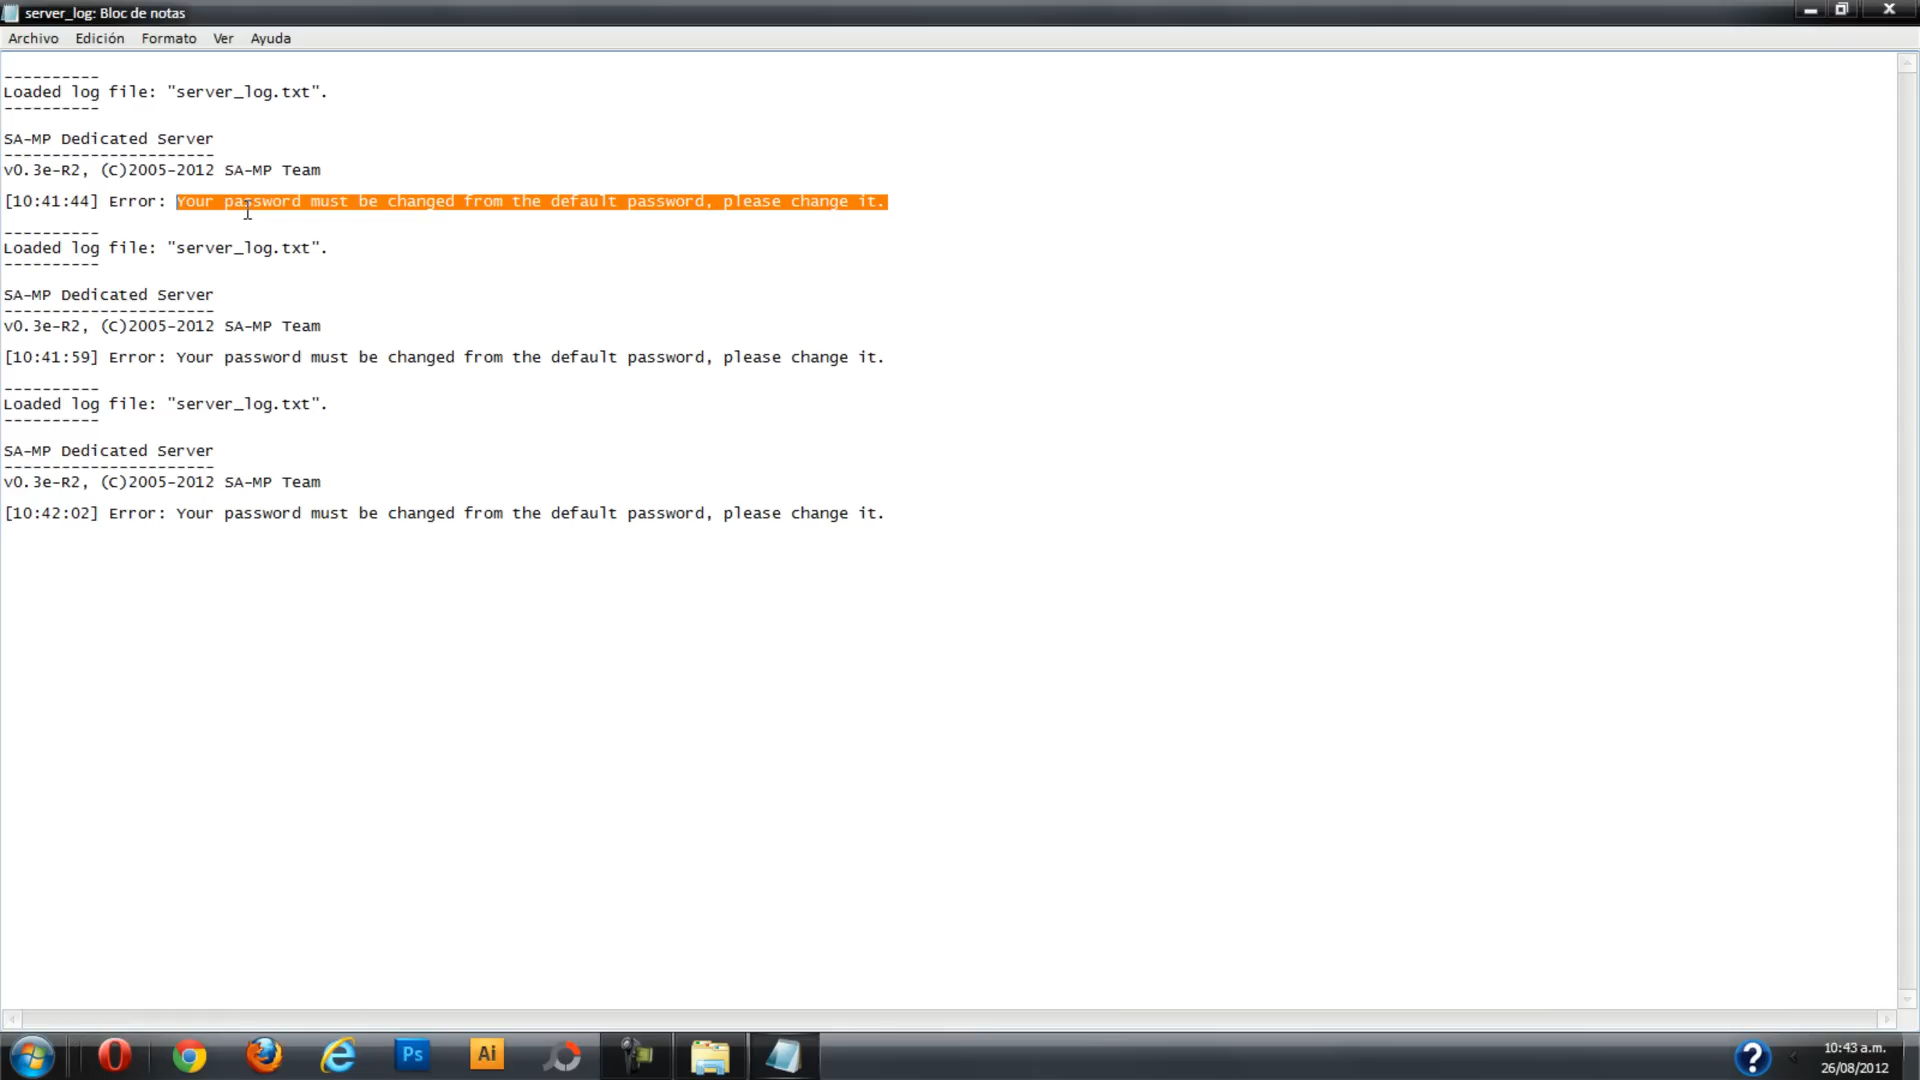 server_log: Bloc de notas
Archivo Edición Formato Ver Ayuda
----------
Loaded log file: "server_log.txt".
----------
SA-MP Dedicated Server
----------------------
v0.3e-R2, (C)2005-2012 SA-MP Team
[10:41:44] Error: Your password must be changed from the default password, please change it.
----------
Loaded log file: "server_log.txt".
----------
SA-MP Dedicated Server
----------------------
v0.3e-R2, (C)2005-2012 SA-MP Team
[10:41:59] Error: Your password must be changed from the default password, please change it.
----------
Loaded log file: "server_log.txt".
----------
SA-MP Dedicated Server
----------------------
v0.3e-R2, (C)2005-2012 SA-MP Team
[10:42:02] Error: Your password must be changed from the default password, please change it.
Ps Ai ? 10:43 a.m.
26/08/2012